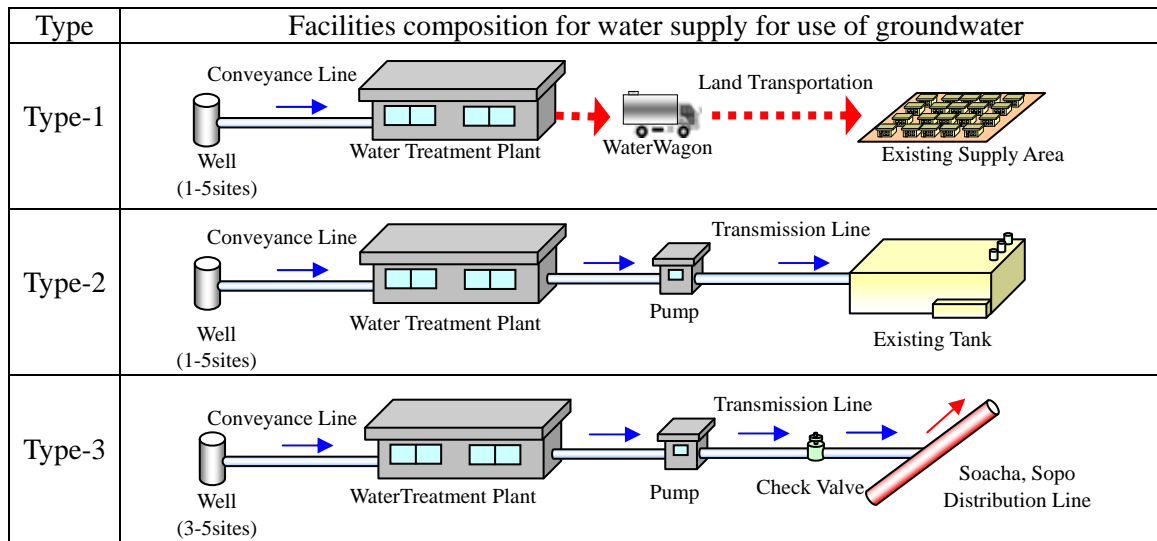 Type
Facilities composition for water supply for use of groundwater
Type-1
Conveyance Line
Land Transportation
Well
(1-5sites)
Water Treatment Plant
WaterWagon
Existing Supply Area
Type-2
Conveyance Line
Transmission Line
Well
(1-5sites)
Water Treatment Plant
Pump
Existing Tank
Type-3
Conveyance Line
Transmission Line
Well
(3-5sites)
WaterTreatment Plant
Pump
Check Valve
Soacha, Sopo
Distribution Line